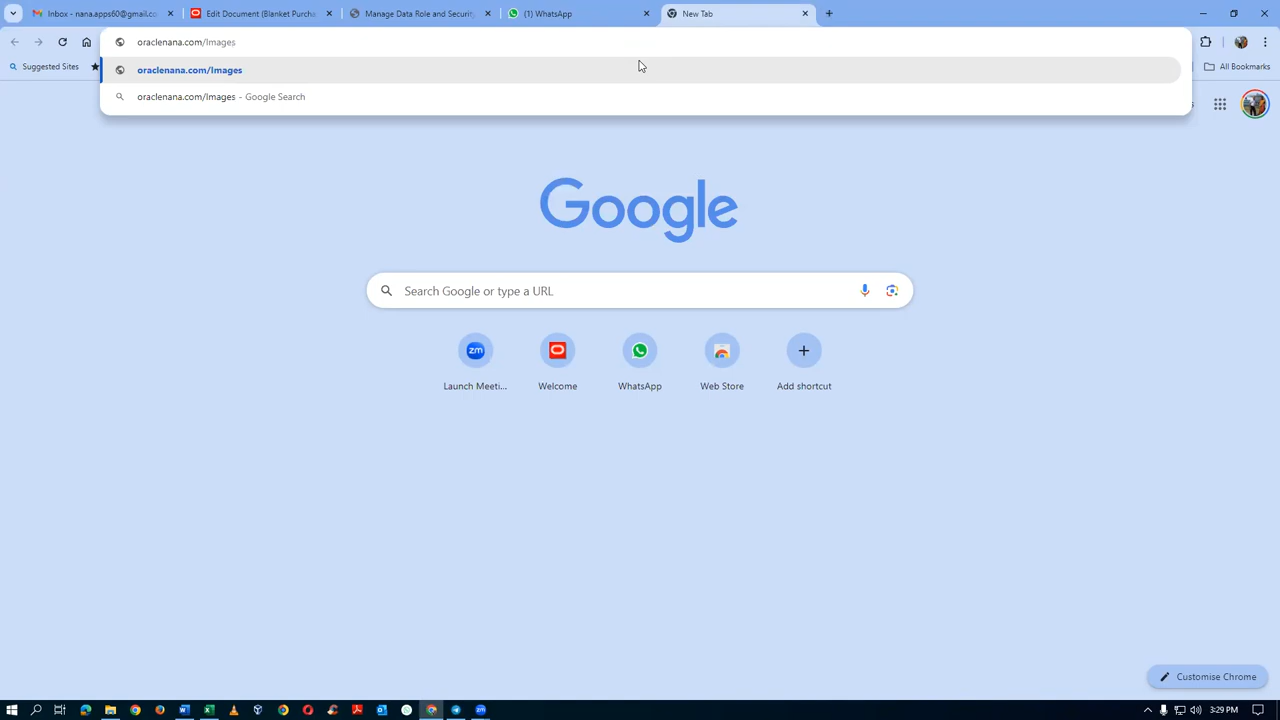 Inbox - nana.apps60@gmail.co
Edit Document (Blanket Purcha
Manage Data Role and Security
(1) WhatsApp
New Tab
oraclenana.com/Images
Suggested Sites
oraclenana.com/Images
All Bookmarks
oraclenana.com/Images - Google Search
Google
Search Google or type a URL
zm
Launch Meeti...
Welcome
WhatsApp
Web Store
Add shortcut
Customise Chrome
3:29 PM